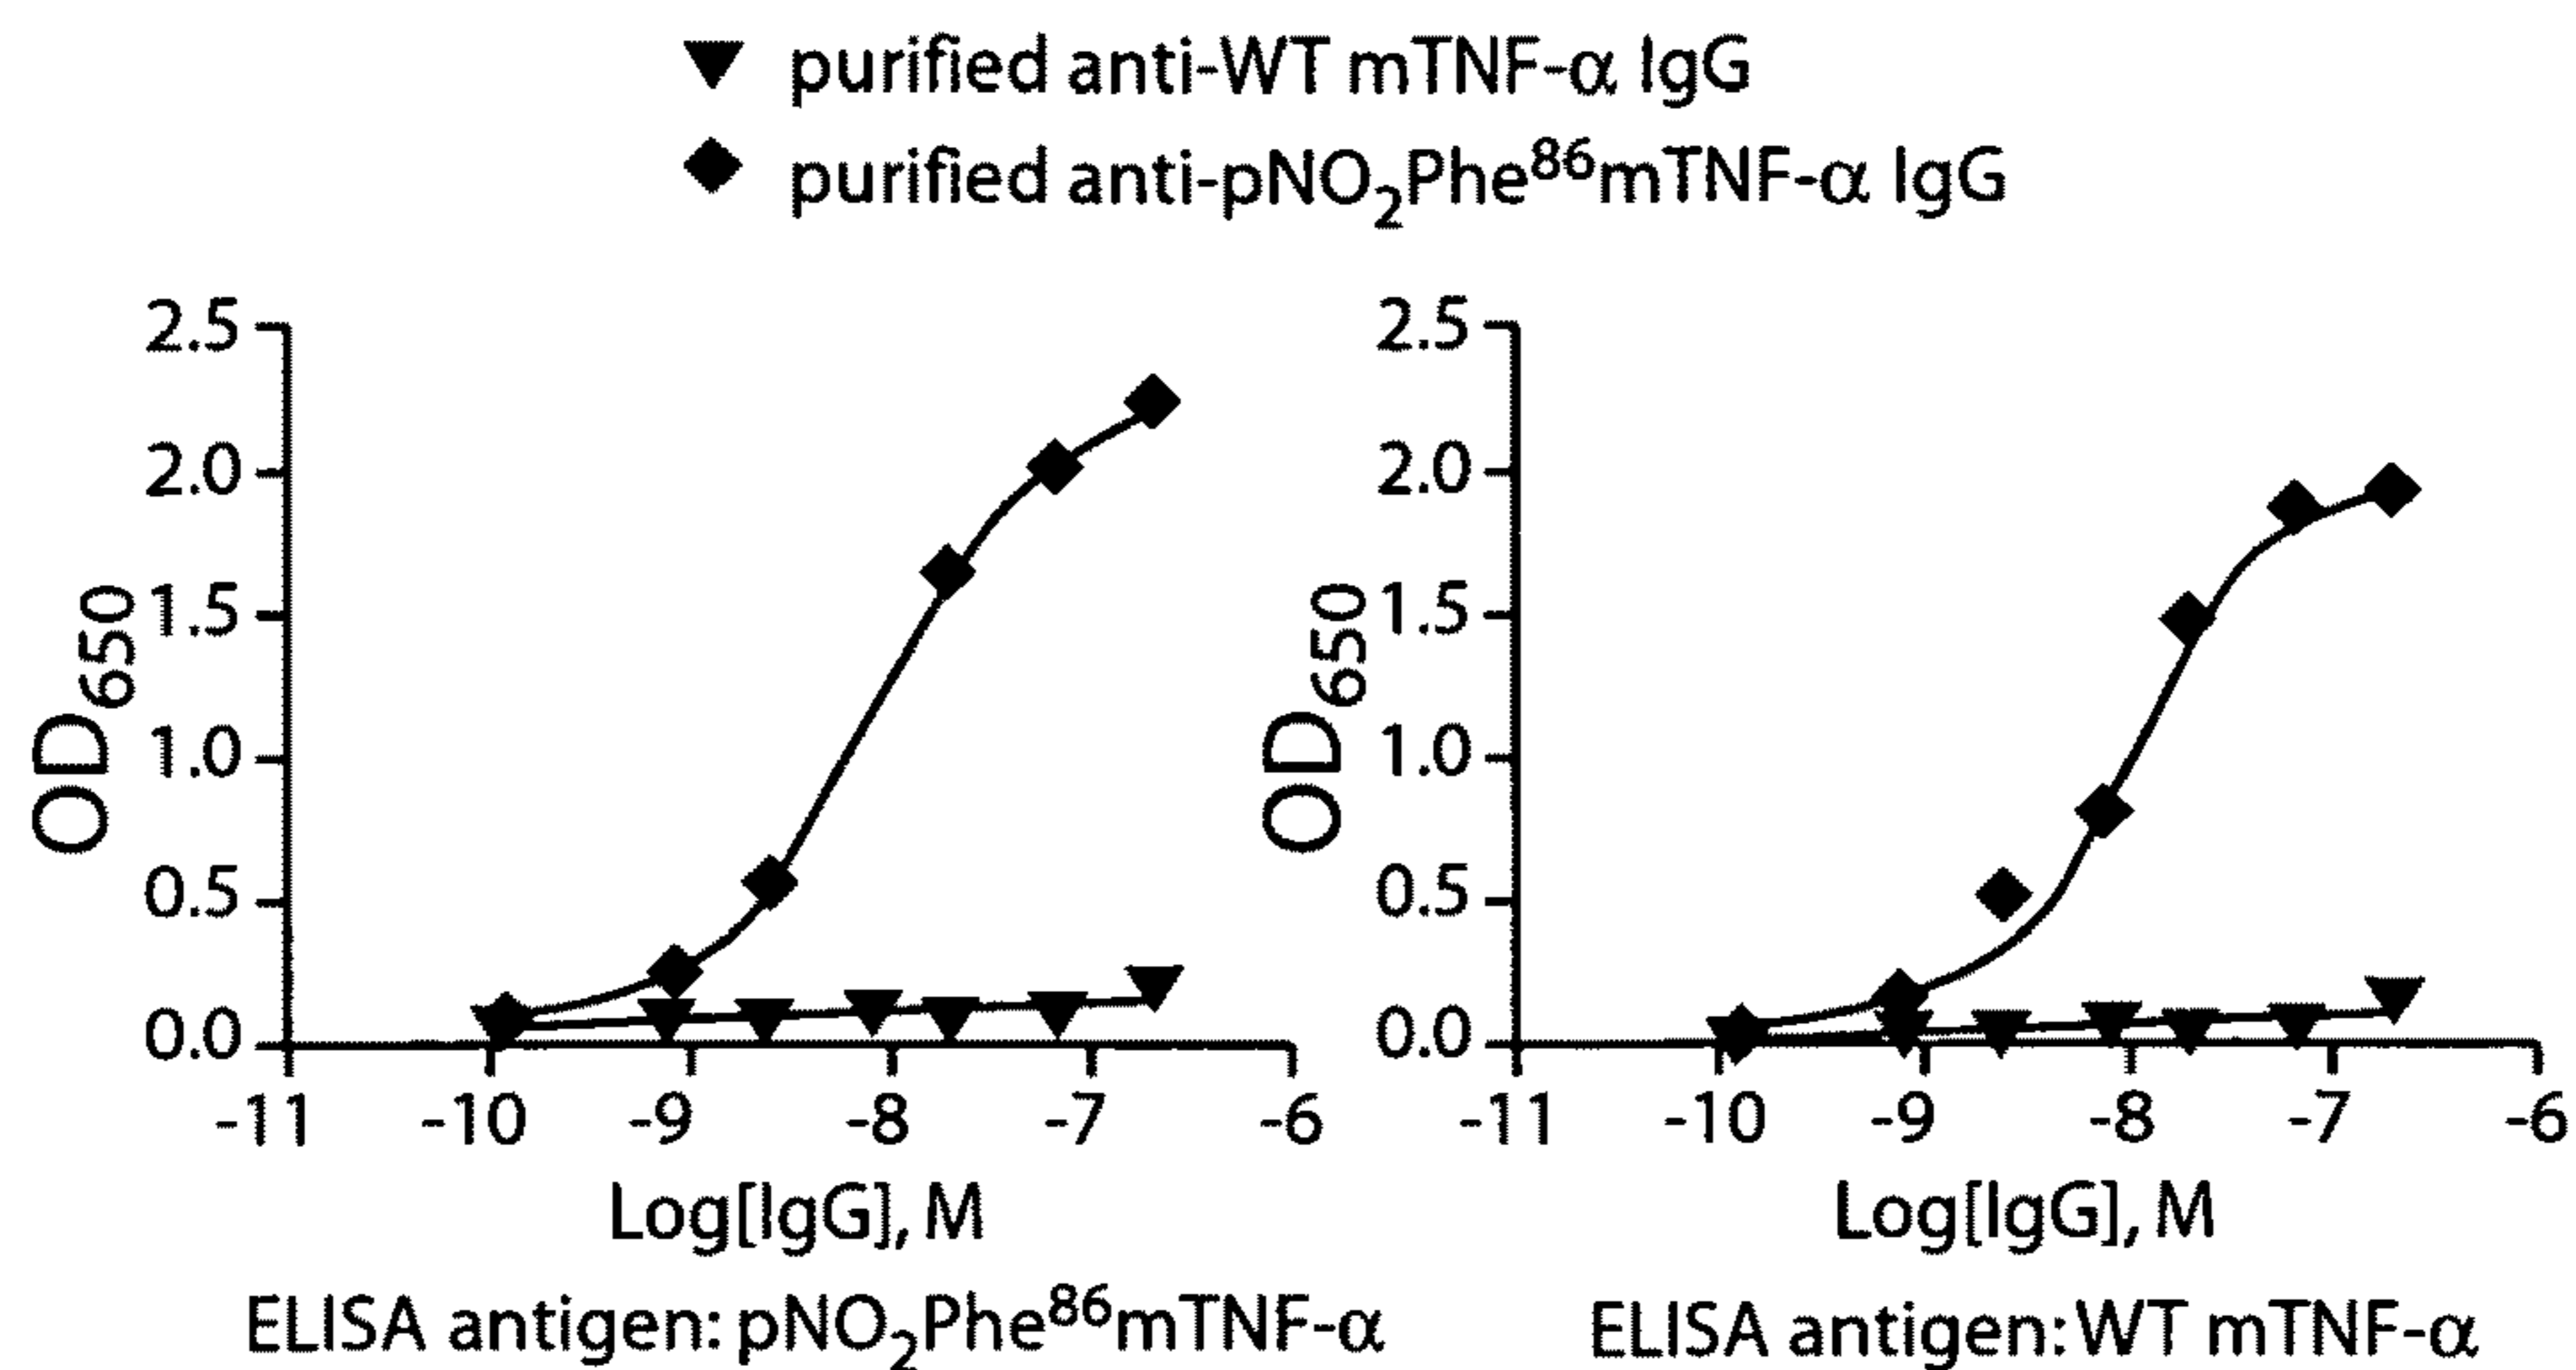 ▼ purified anti-WT mTNF-α IgG
◆ purified anti-pNO₂Phe⁸⁶mTNF-α IgG
OD₆₅₀
2.5
2.0
1.5
1.0
0.5
0.0
-11 -10 -9 -8 -7 -6
Log[IgG], M
ELISA antigen: pNO₂Phe⁸⁶mTNF-α
OD₆₅₀
2.5
2.0
1.5
1.0
0.5
0.0
-11 -10 -9 -8 -7 -6
Log[IgG], M
ELISA antigen: WT mTNF-α